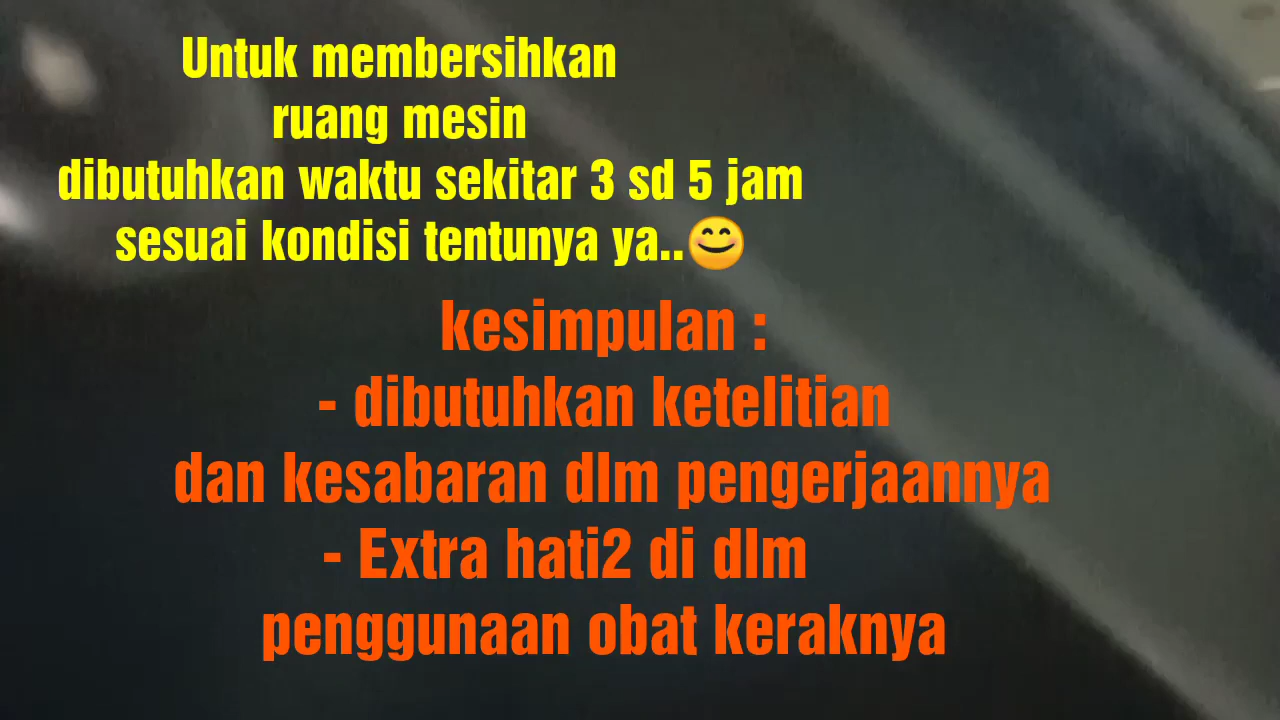 Untuk membersihkan
ruang mesin
dibutuhkan waktu sekitar 3 sd 5 jam
sesuai kondisi tentunya ya..😊
kesimpulan :
- dibutuhkan ketelitian
dan kesabaran dlm pengerjaannya
- Extra hati2 di dlm
penggunaan obat keraknya